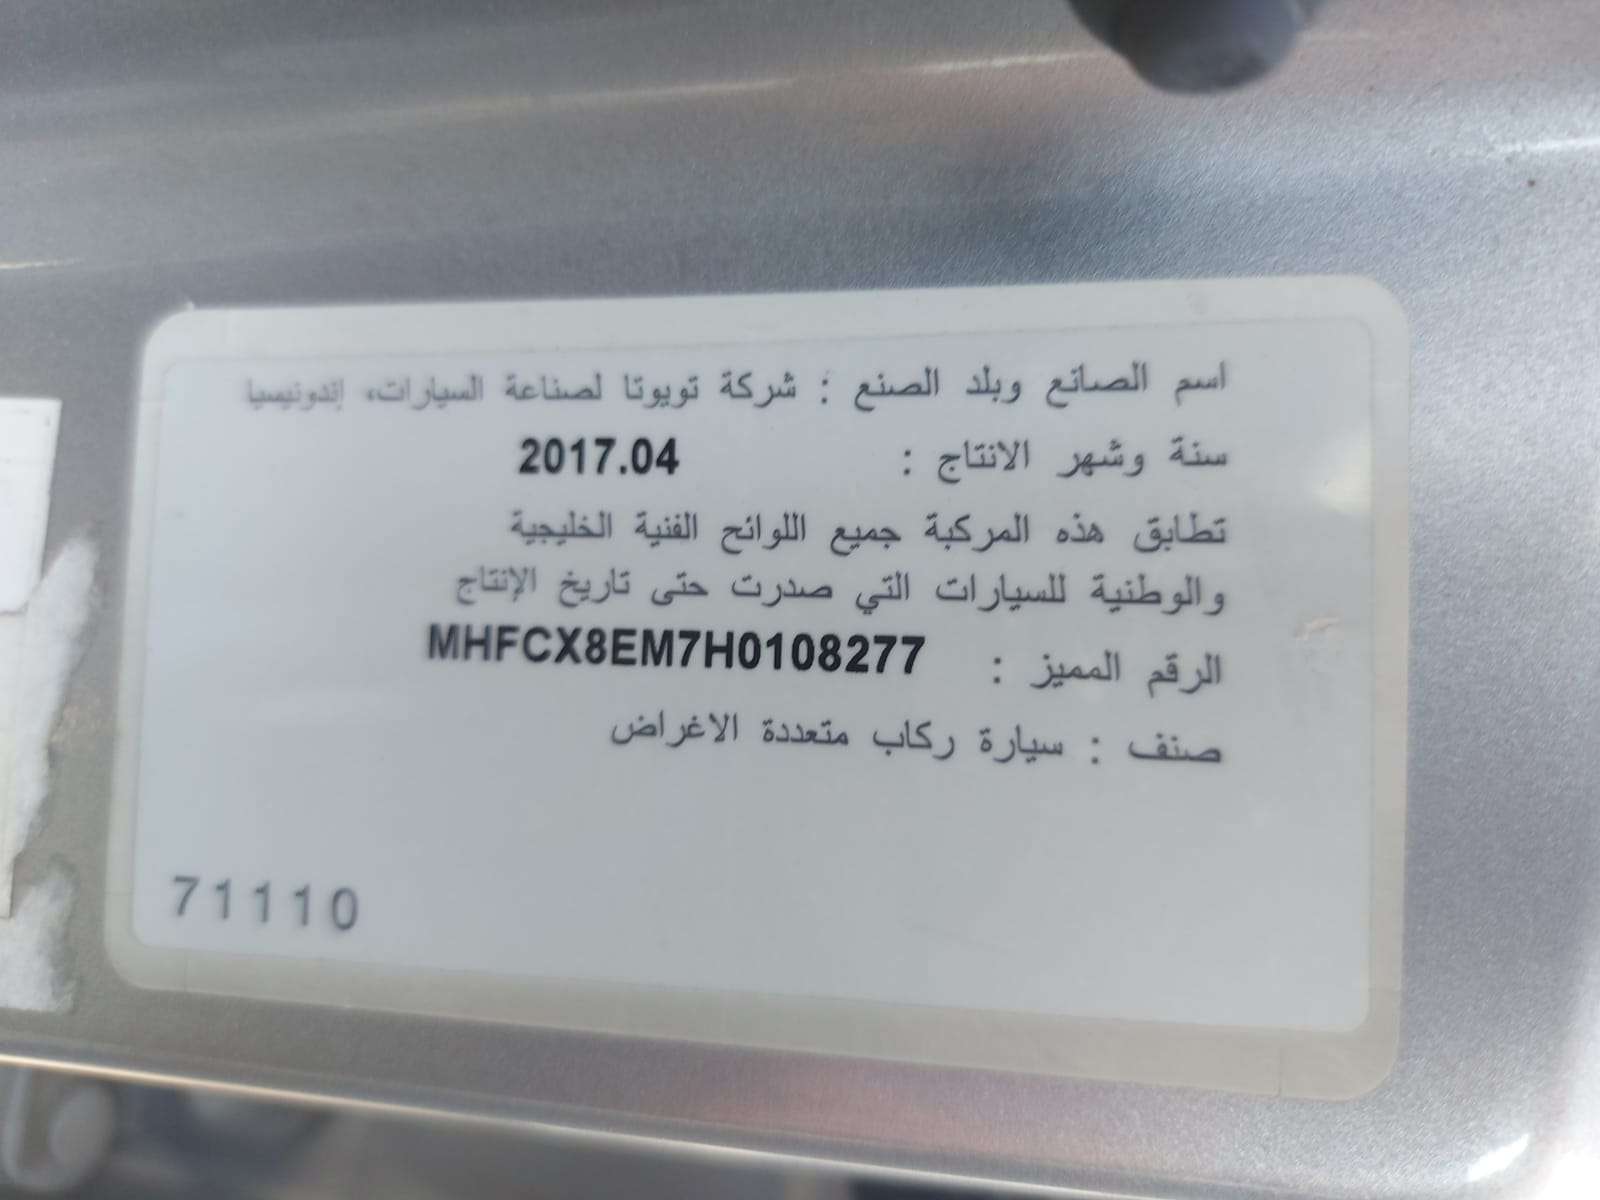 اسم الصانع وبلد الصنع : شركة تويوتا لصناعة السيارات، إندونيسيا
سنة وشهر الانتاج : 2017.04
تطابق هذه المركبة جميع اللوائح الفنية الخليجية
والوطنية للسيارات التي صدرت حتى تاريخ الإنتاج
الرقم المميز : MHFCX8EM7H0108277
صنف : سيارة ركاب متعددة الاغراض
71110